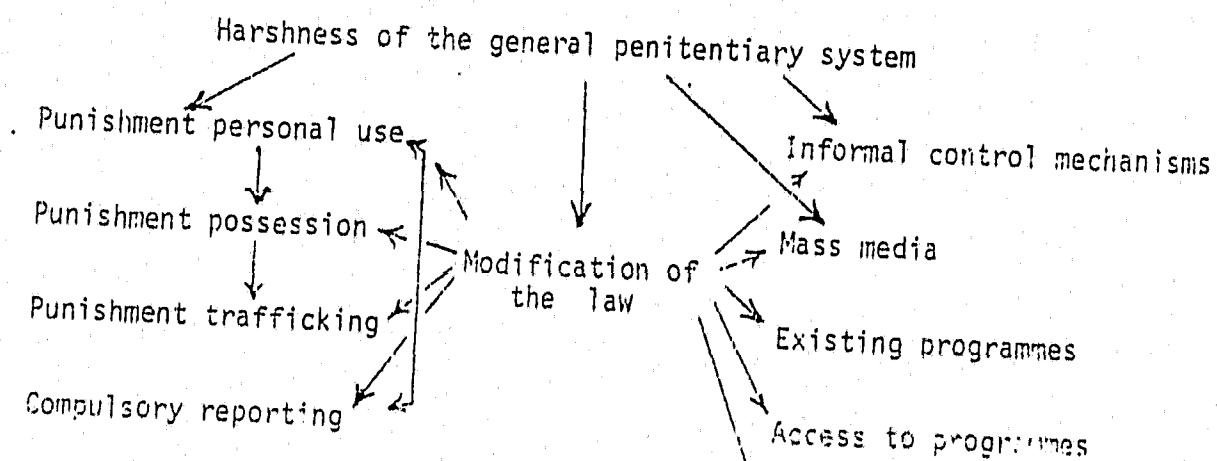 Harshness of the general penitentiary system
Punishment personal use
Informal control mechanisms
Punishment possession
Mass media
Modification of
the law
Punishment trafficking
Existing programmes
Compulsory reporting
Access to programmes